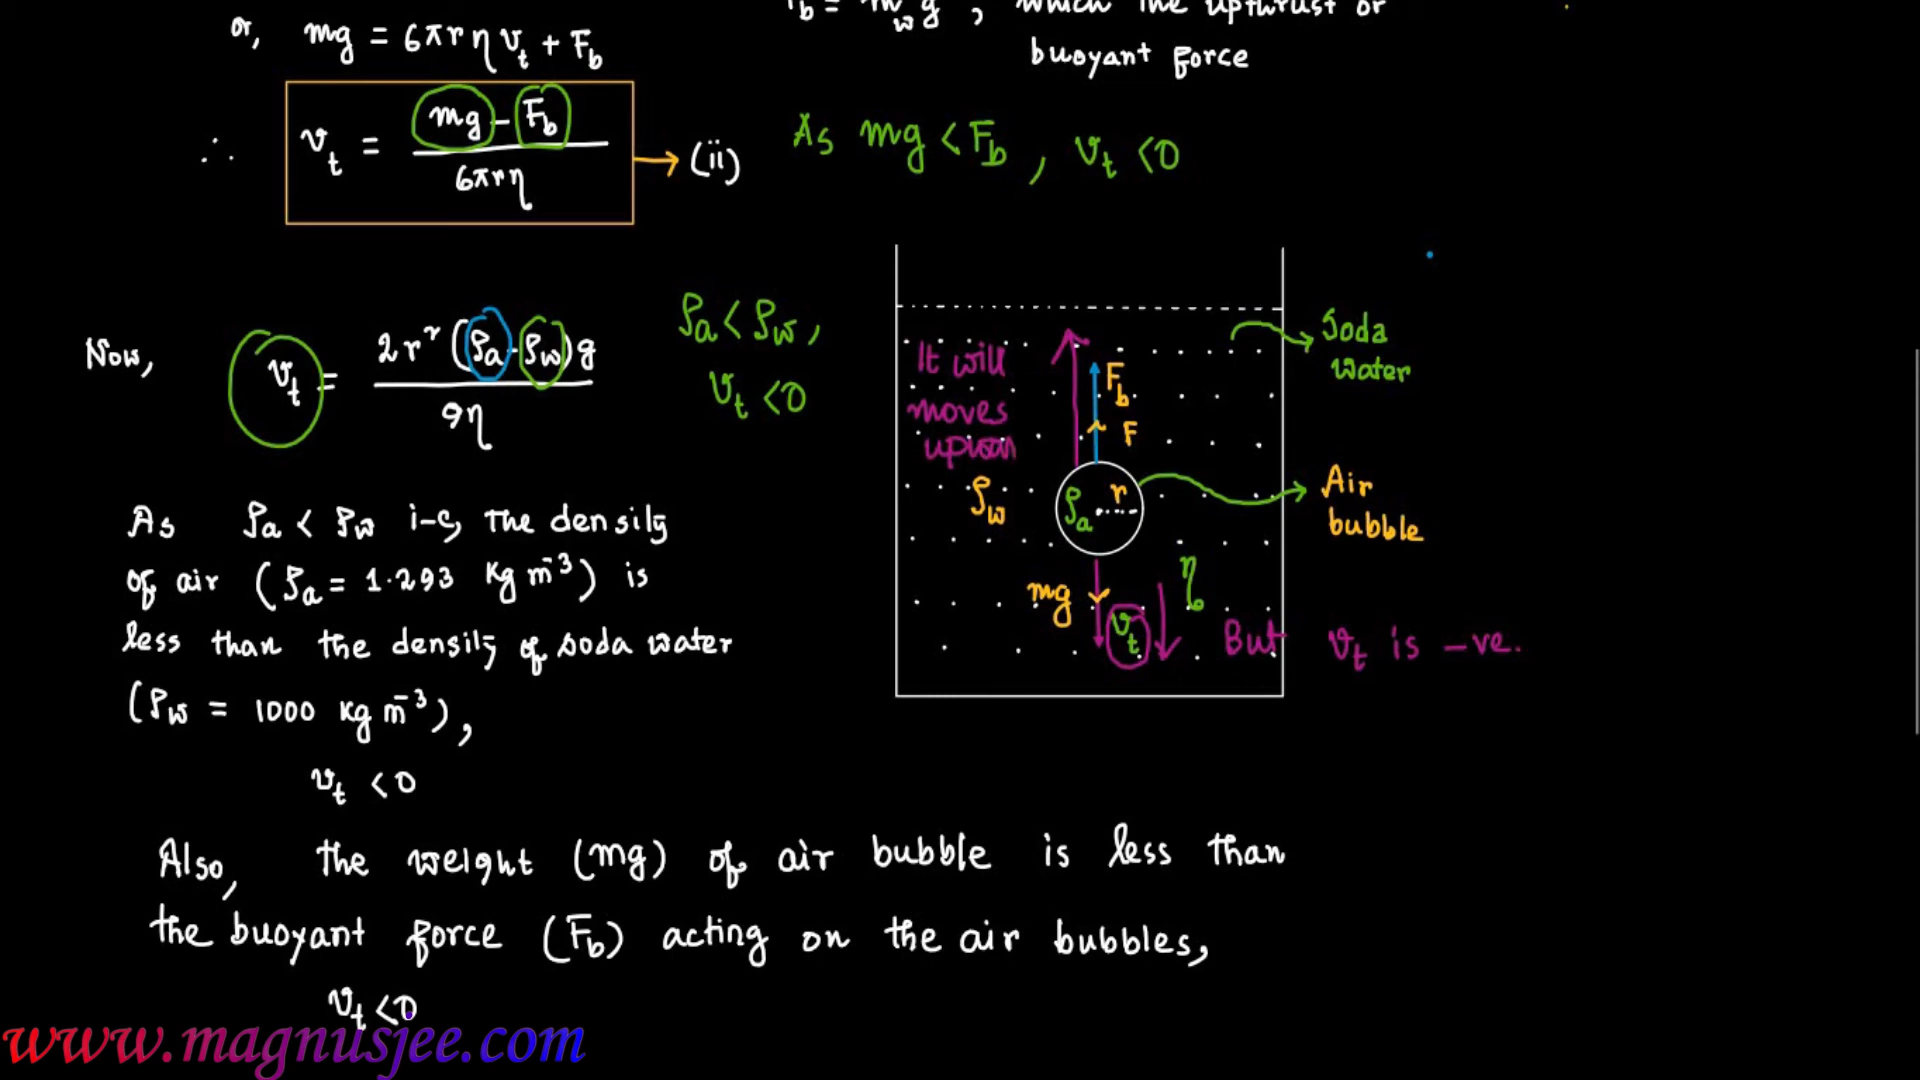 F_b = m_w g , which the upthrust or
buoyant force
or, mg = 6πrη v_t + F_b
∴ v_t = (mg - F_b) / 6πrη → (ii)
As mg < F_b , v_t < 0
Now, v_t = 2r² (ρ_a - ρ_w)g / 9η
ρ_a < ρ_w ,
v_t < 0
It will
moves
upwar
F_b
F
ρ_w
ρ_a
r
mg
v_t
η
But v_t is -ve.
Soda
water
Air
bubble
As ρ_a < ρ_w i-e, the density
of air (ρ_a = 1.293 Kg m⁻³) is
less than the density of soda water
(ρ_w = 1000 kg m⁻³),
v_t < 0
Also, the weight (mg) of air bubble is less than
the buoyant force (F_b) acting on the air bubbles,
v_t < 0
www.magnusjee.com